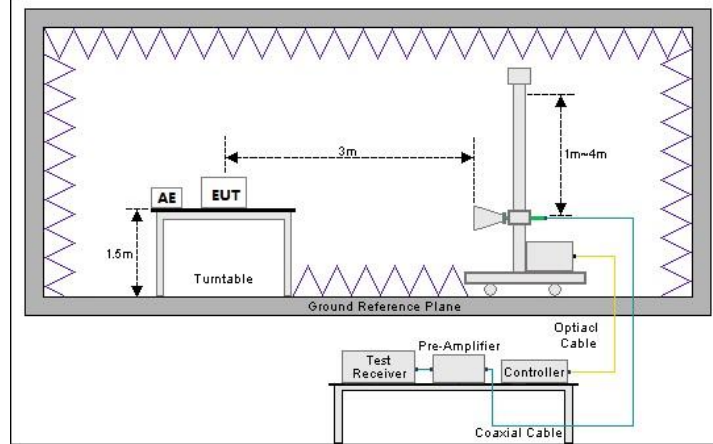 3m
1m~4m
AE
EUT
1.5m
Turntable
Ground Reference Plane
Optiacl
Cable
Pre-Amplifier
Test
Receiver
Controller
Coaxial Cable